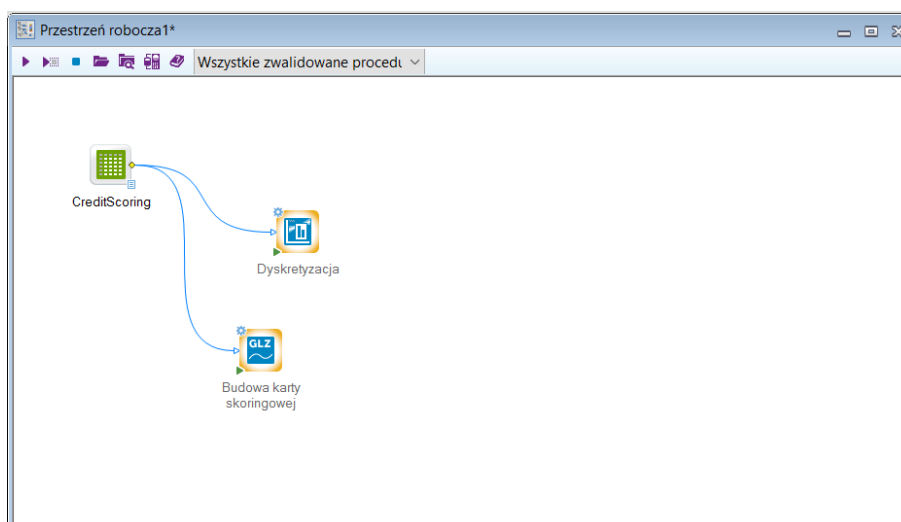 Przestrzeń robocza1*
Wszystkie zwalidowane procedu
CreditScoring
Dyskretyzacja
GLZ
Budowa karty
skoringowej